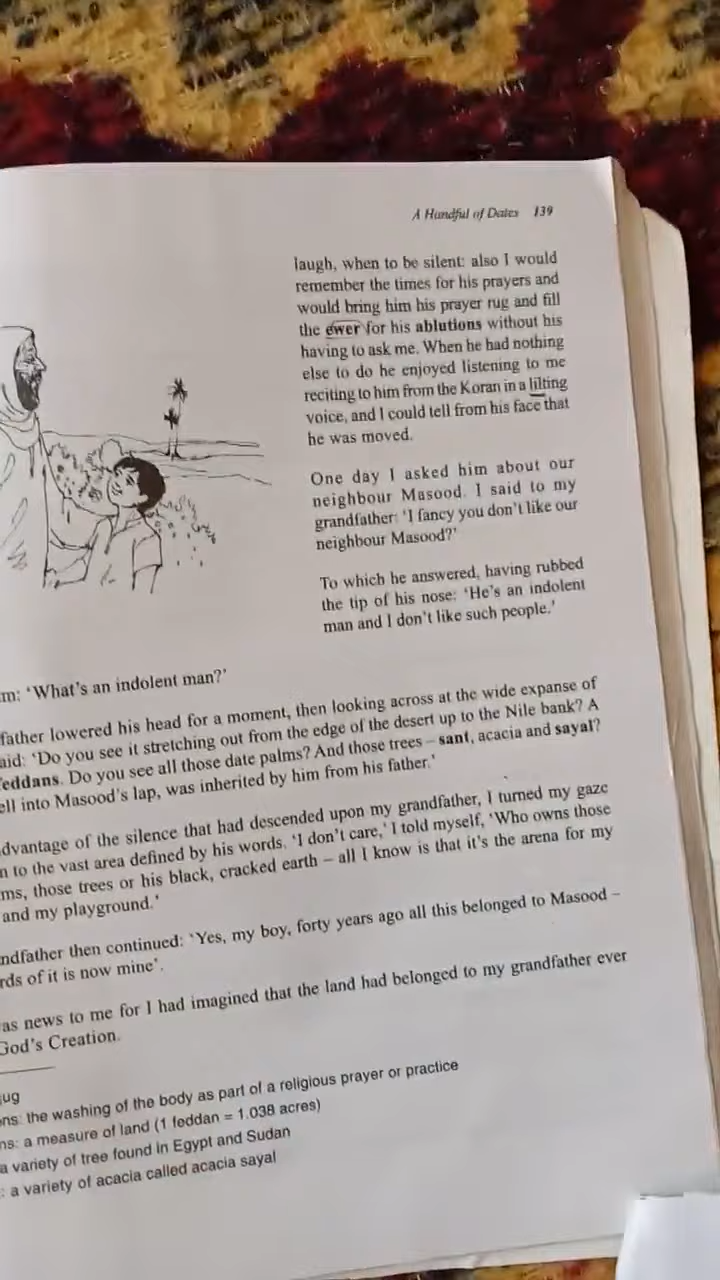 A Handful of Dates 139
laugh, when to be silent: also I would
remember the times for his prayers and
would bring him his prayer rug and fill
the ewer for his ablutions without his
having to ask me. When he had nothing
else to do he enjoyed listening to me
reciting to him from the Koran in a lilting
voice, and I could tell from his face that
he was moved.
One day I asked him about our
neighbour Masood. I said to my
grandfather: 'I fancy you don't like our
neighbour Masood?'
To which he answered, having rubbed
the tip of his nose: 'He's an indolent
man and I don't like such people.'
m: 'What's an indolent man?'
father lowered his head for a moment, then looking across at the wide expanse of
aid: 'Do you see it stretching out from the edge of the desert up to the Nile bank? A
feddans. Do you see all those date palms? And those trees – sant, acacia and sayal?
ell into Masood's lap, was inherited by him from his father.'
dvantage of the silence that had descended upon my grandfather, I turned my gaze
n to the vast area defined by his words. 'I don't care,' I told myself, 'Who owns those
ms, those trees or his black, cracked earth – all I know is that it's the arena for my
and my playground.'
ndfather then continued: 'Yes, my boy, forty years ago all this belonged to Masood –
rds of it is now mine'.
as news to me for I had imagined that the land had belonged to my grandfather ever
God's Creation.
jug
ons: the washing of the body as part of a religious prayer or practice
ns: a measure of land (1 feddan = 1.038 acres)
a variety of tree found in Egypt and Sudan
: a variety of acacia called acacia sayal